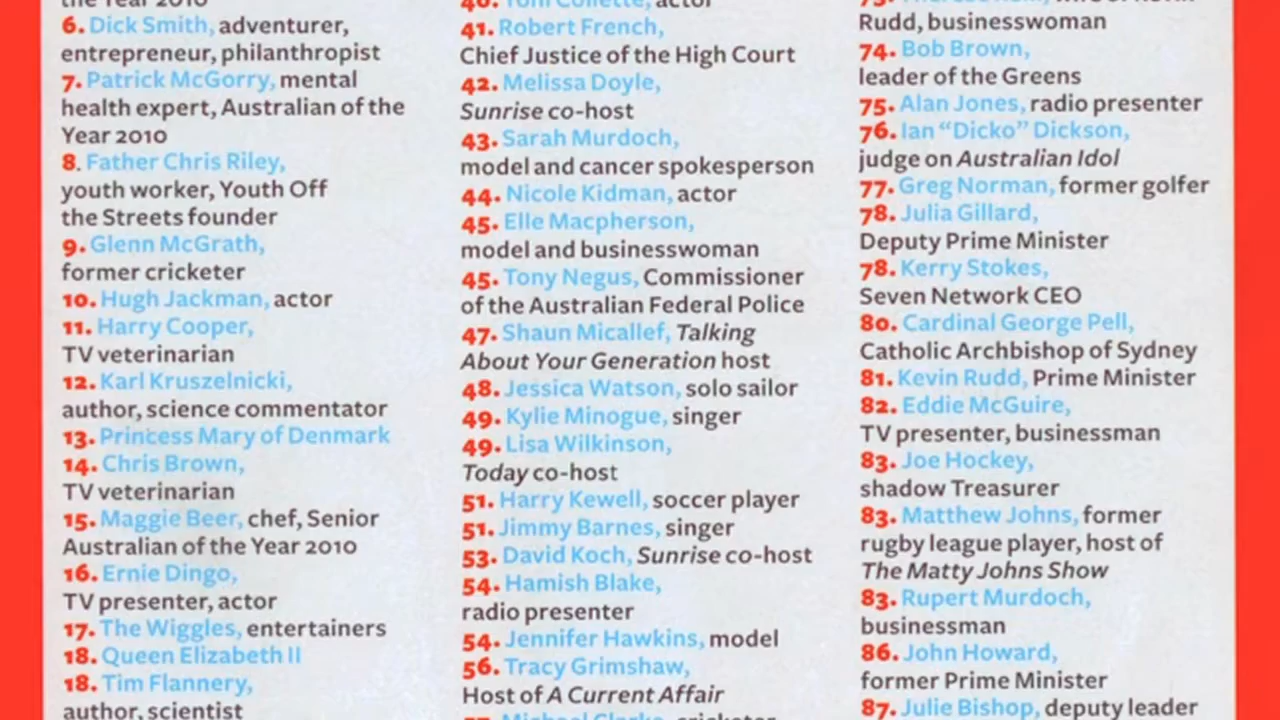 the Year 2010
6. Dick Smith, adventurer,
entrepreneur, philanthropist
7. Patrick McGorry, mental
health expert, Australian of the
Year 2010
8. Father Chris Riley,
youth worker, Youth Off
the Streets founder
9. Glenn McGrath,
former cricketer
10. Hugh Jackman, actor
11. Harry Cooper,
TV veterinarian
12. Karl Kruszelnicki,
author, science commentator
13. Princess Mary of Denmark
14. Chris Brown,
TV veterinarian
15. Maggie Beer, chef, Senior
Australian of the Year 2010
16. Ernie Dingo,
TV presenter, actor
17. The Wiggles, entertainers
18. Queen Elizabeth II
18. Tim Flannery,
author, scientist
40. Toni Collette, actor
41. Robert French,
Chief Justice of the High Court
42. Melissa Doyle,
Sunrise co-host
43. Sarah Murdoch,
model and cancer spokesperson
44. Nicole Kidman, actor
45. Elle Macpherson,
model and businesswoman
45. Tony Negus, Commissioner
of the Australian Federal Police
47. Shaun Micallef, Talking
About Your Generation host
48. Jessica Watson, solo sailor
49. Kylie Minogue, singer
49. Lisa Wilkinson,
Today co-host
51. Harry Kewell, soccer player
51. Jimmy Barnes, singer
53. David Koch, Sunrise co-host
54. Hamish Blake,
radio presenter
54. Jennifer Hawkins, model
56. Tracy Grimshaw,
Host of A Current Affair
57. Michael Clarke, cricketer
Rudd, businesswoman
74. Bob Brown,
leader of the Greens
75. Alan Jones, radio presenter
76. Ian “Dicko” Dickson,
judge on Australian Idol
77. Greg Norman, former golfer
78. Julia Gillard,
Deputy Prime Minister
78. Kerry Stokes,
Seven Network CEO
80. Cardinal George Pell,
Catholic Archbishop of Sydney
81. Kevin Rudd, Prime Minister
82. Eddie McGuire,
TV presenter, businessman
83. Joe Hockey,
shadow Treasurer
83. Matthew Johns, former
rugby league player, host of
The Matty Johns Show
83. Rupert Murdoch,
businessman
86. John Howard,
former Prime Minister
87. Julie Bishop, deputy leader